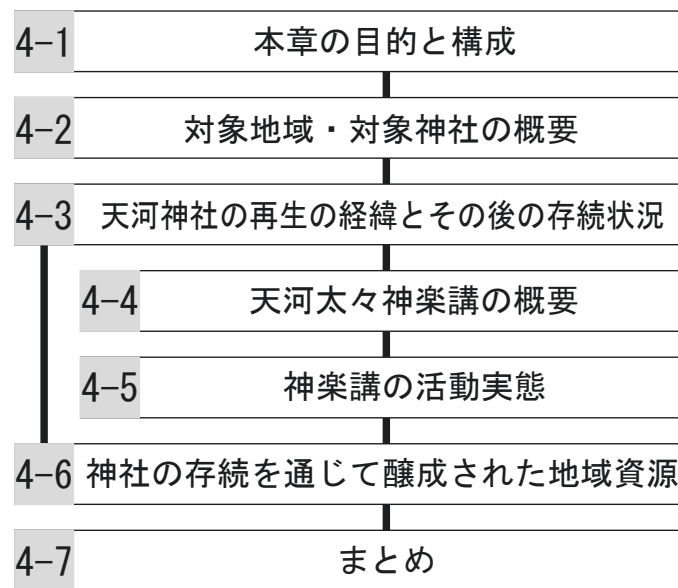 4-1 本章の目的と構成
4-2 対象地域・対象神社の概要
4-3 天河神社の再生の経緯とその後の存続状況
4-4 天河太々神楽講の概要
4-5 神楽講の活動実態
4-6 神社の存続を通じて醸成された地域資源
4-7 まとめ